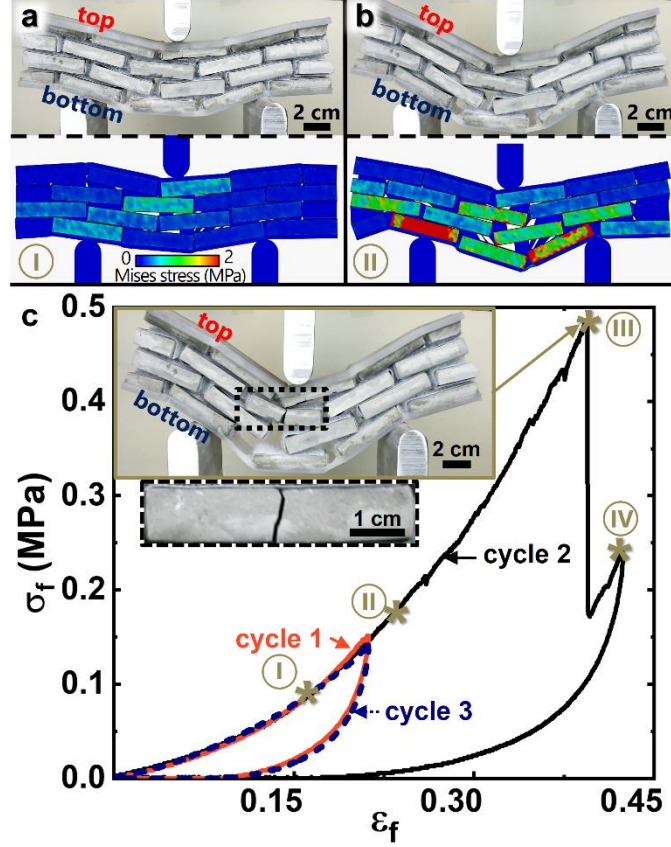 a
top
bottom
2 cm
0
2
Mises stress (MPa)
I
b
top
bottom
2 cm
II
c
top
bottom
2 cm
1 cm
III
IV
II
I
cycle 2
cycle 1
cycle 3
0.5
0.4
0.3
0.2
0.1
0.0
σf (MPa)
0.15
0.30
0.45
εf